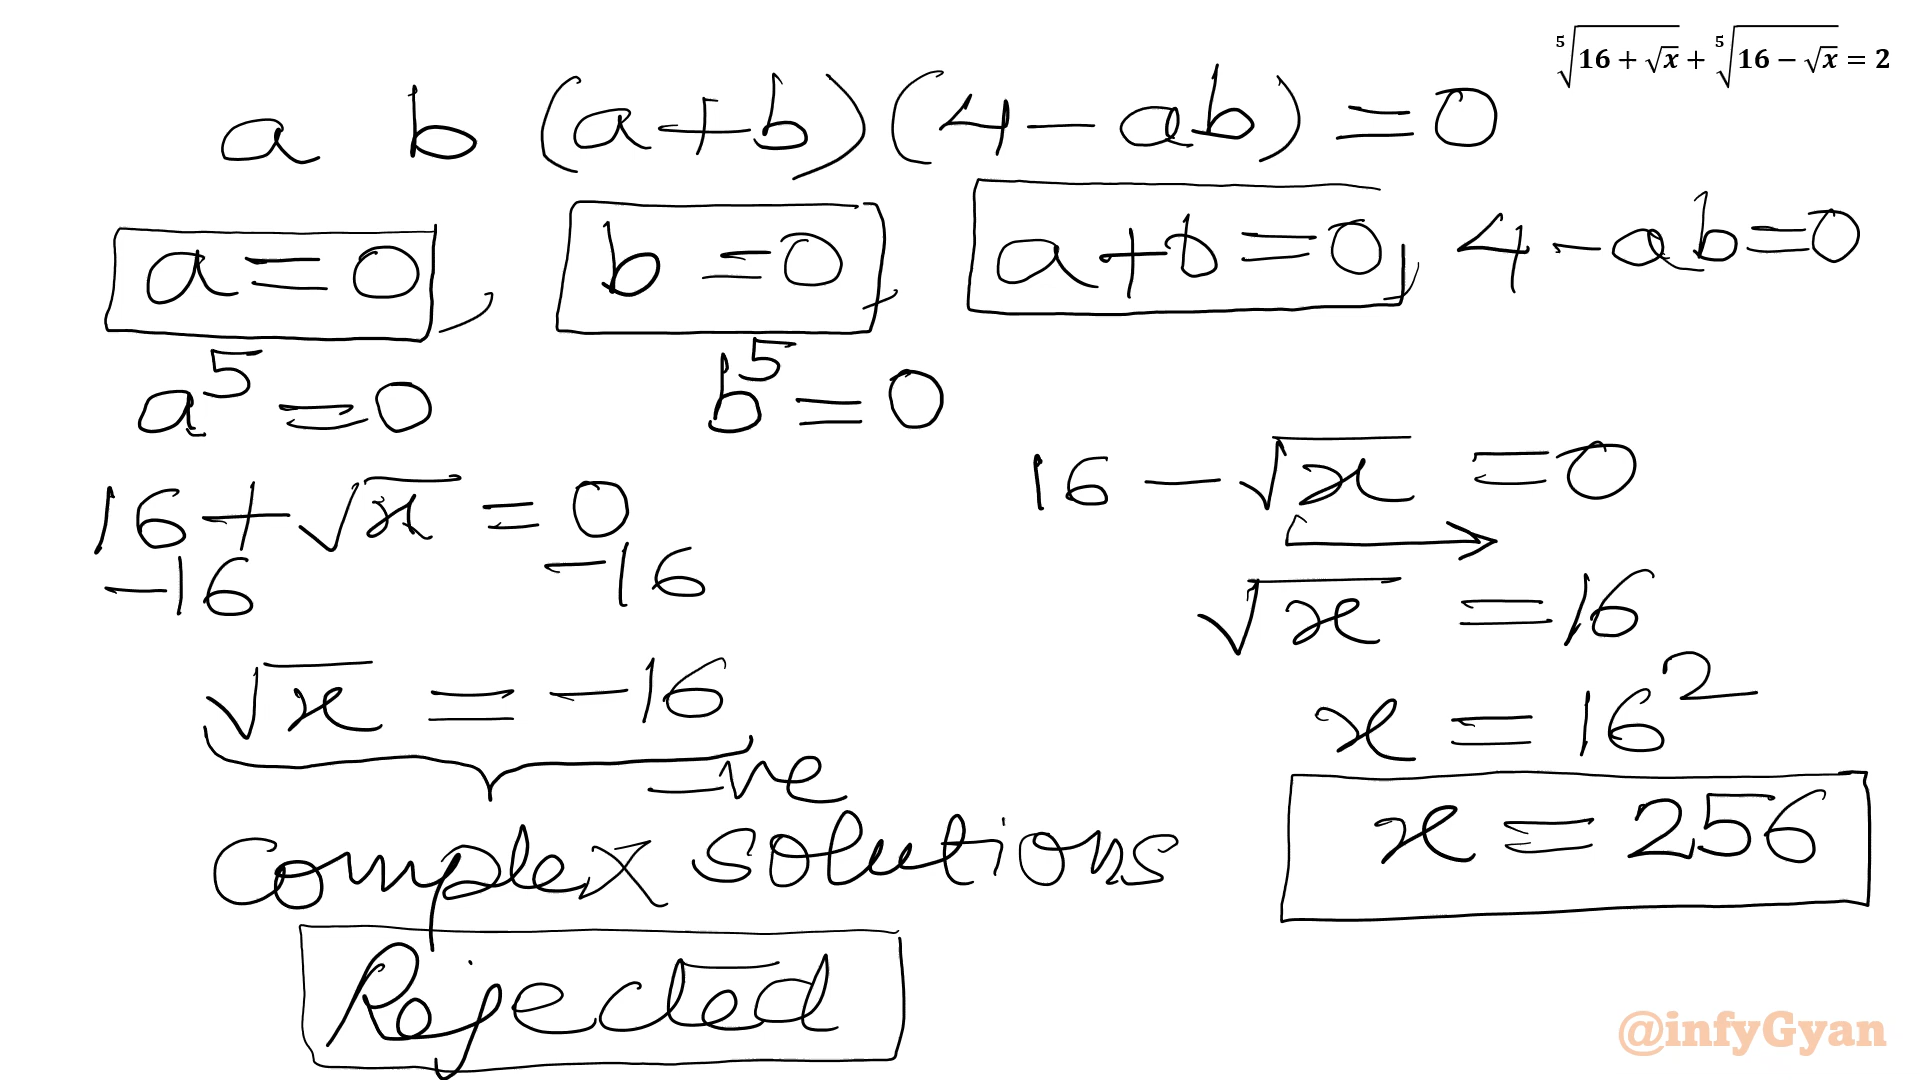 ⁵√(16 + √x) + ⁵√(16 − √x) = 2
a b (a+b)(4−ab) = 0
a = 0, b = 0, a+b = 0, 4−ab = 0
a⁵ = 0 b⁵ = 0
16 + √x = 0 16 − √x = 0
−16 −16
√x = 16
√x = −16
x = 16²
=ve
x = 256
complex solutions
Rejected
@infyGyan